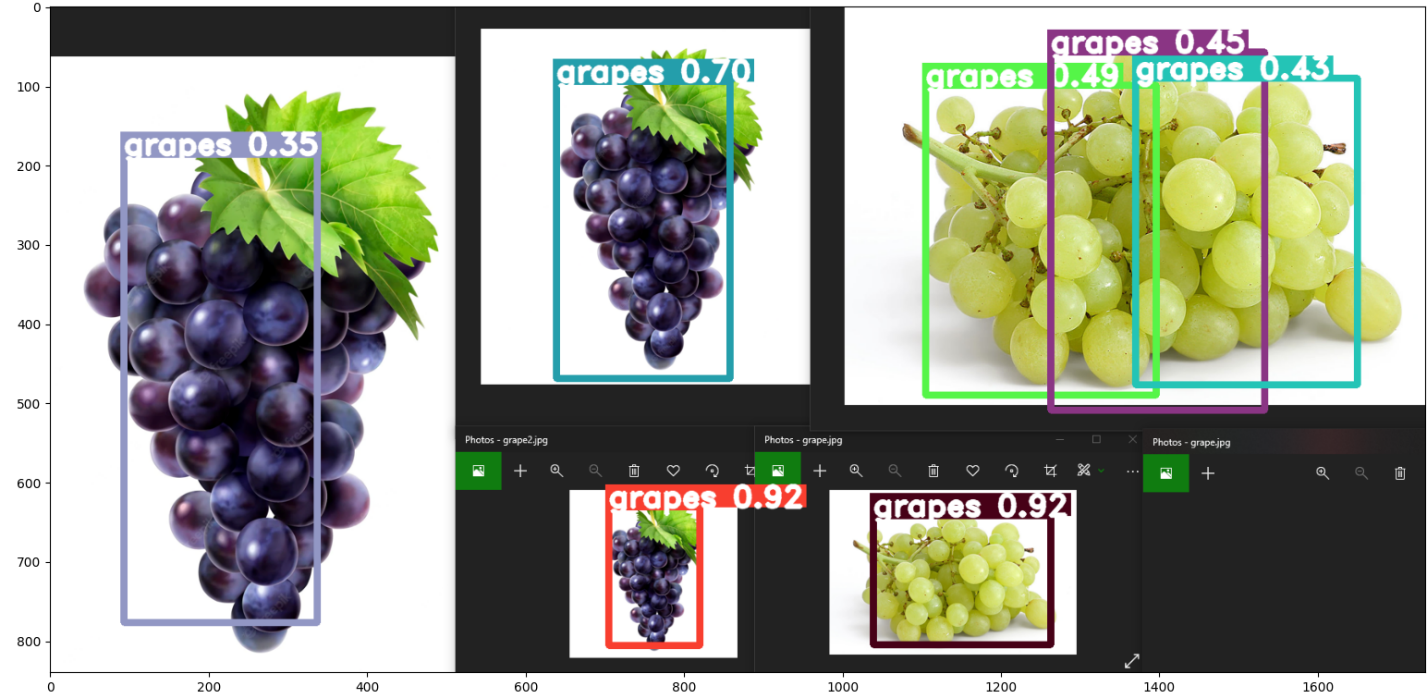 0
100
200
300
400
500
600
700
800
grapes 0.35
grapes 0.70
grapes 0.49
grapes 0.45
grapes 0.43
Photos - grape2.jpg
Photos - grape.jpg
Photos - grape.jpg
grapes 0.92
grapes 0.92
0 200 400 600 800 1000 1200 1400 1600